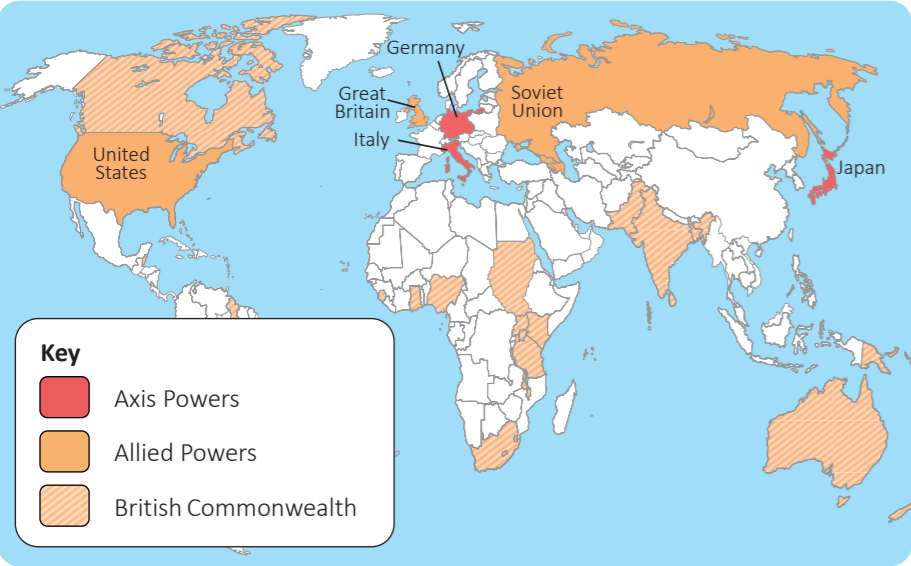 Germany
Great
Britain
Italy
Soviet
Union
United
States
Japan
Key
Axis Powers
Allied Powers
British Commonwealth